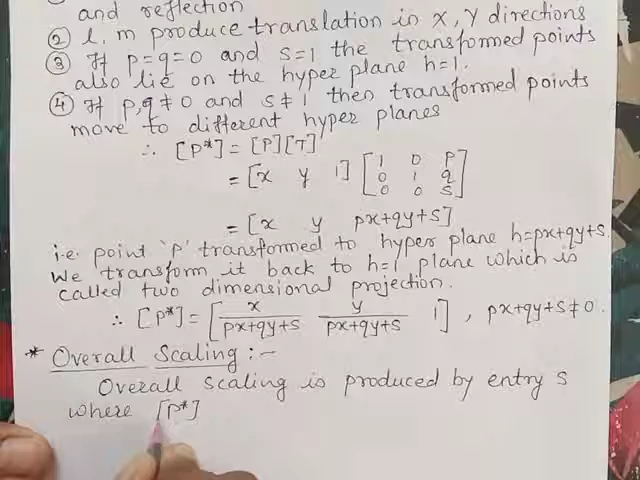 and reflection
② l, m produce translation in x, y directions
③ If p=q=0 and s=1 the transformed points
also lie on the hyper plane h=1.
④ If p,q≠0 and s≠1 then transformed points
move to different hyper planes
∴ [P*] = [P][T]
= [x y 1] [1 0 p
0 1 q
0 0 s]
= [x y px+qy+s]
i.e. point 'p' transformed to hyper plane h=px+qy+s.
We transform it back to h=1 plane which is
called two dimensional projection.
∴ [P*] = [x/px+qy+s y/px+qy+s 1], px+qy+s≠0.
* Overall Scaling :-
Overall scaling is produced by entry s
where [P*]